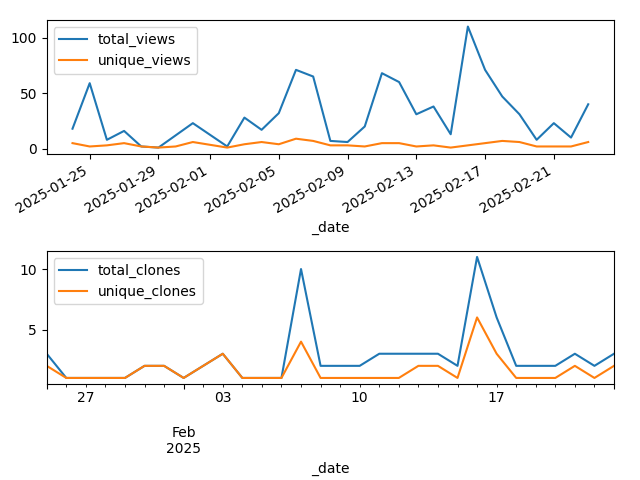 100
50
0
total_views
unique_views
2025-01-25
2025-01-29
2025-02-01
2025-02-05
2025-02-09
2025-02-13
2025-02-17
2025-02-21
_date
10
5
total_clones
unique_clones
27
03
10
17
Feb
2025
_date